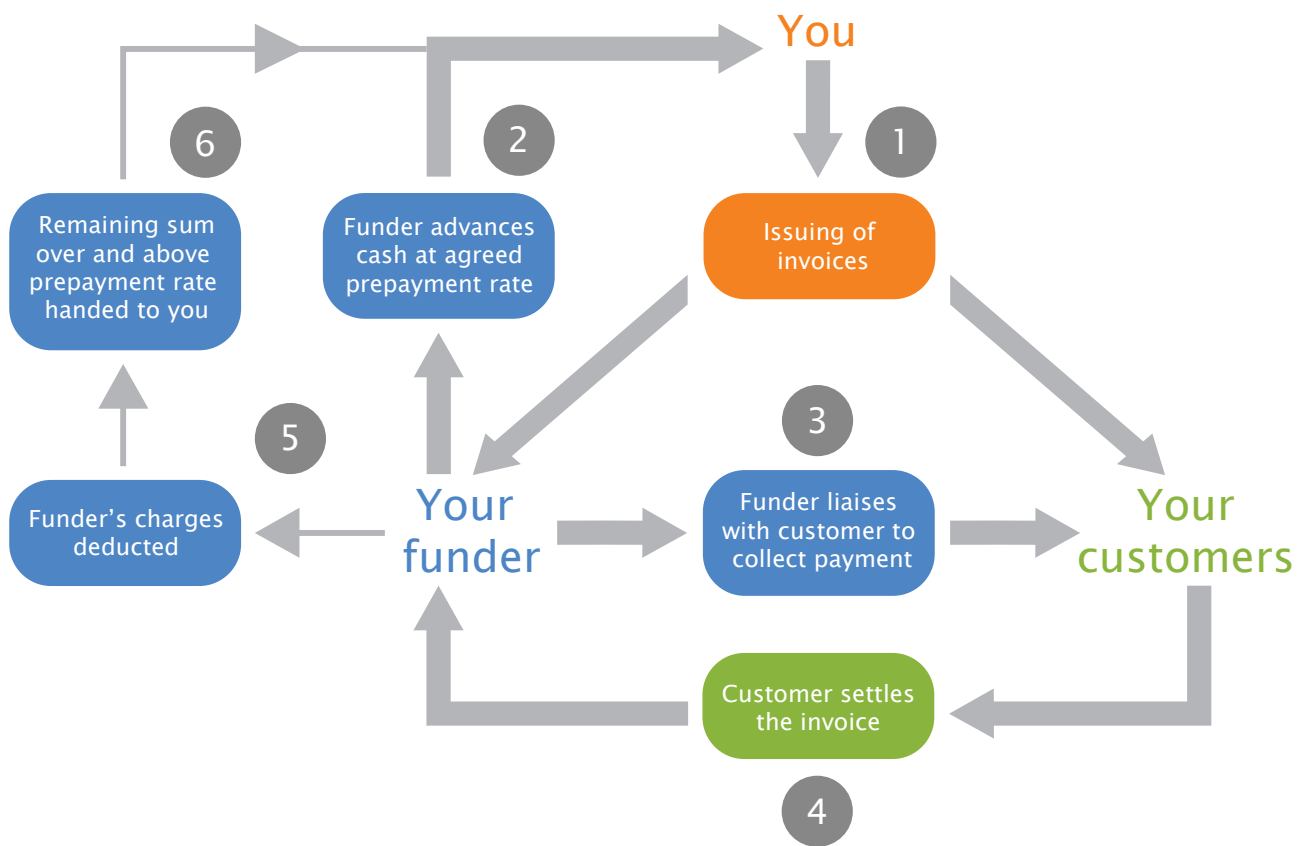 You
6
2
1
Remaining sum
over and above
prepayment rate
handed to you
Funder advances
cash at agreed
prepayment rate
Issuing of
invoices
5
3
Funder’s charges
deducted
Your
funder
Funder liaises
with customer to
collect payment
Your
customers
Customer settles
the invoice
4